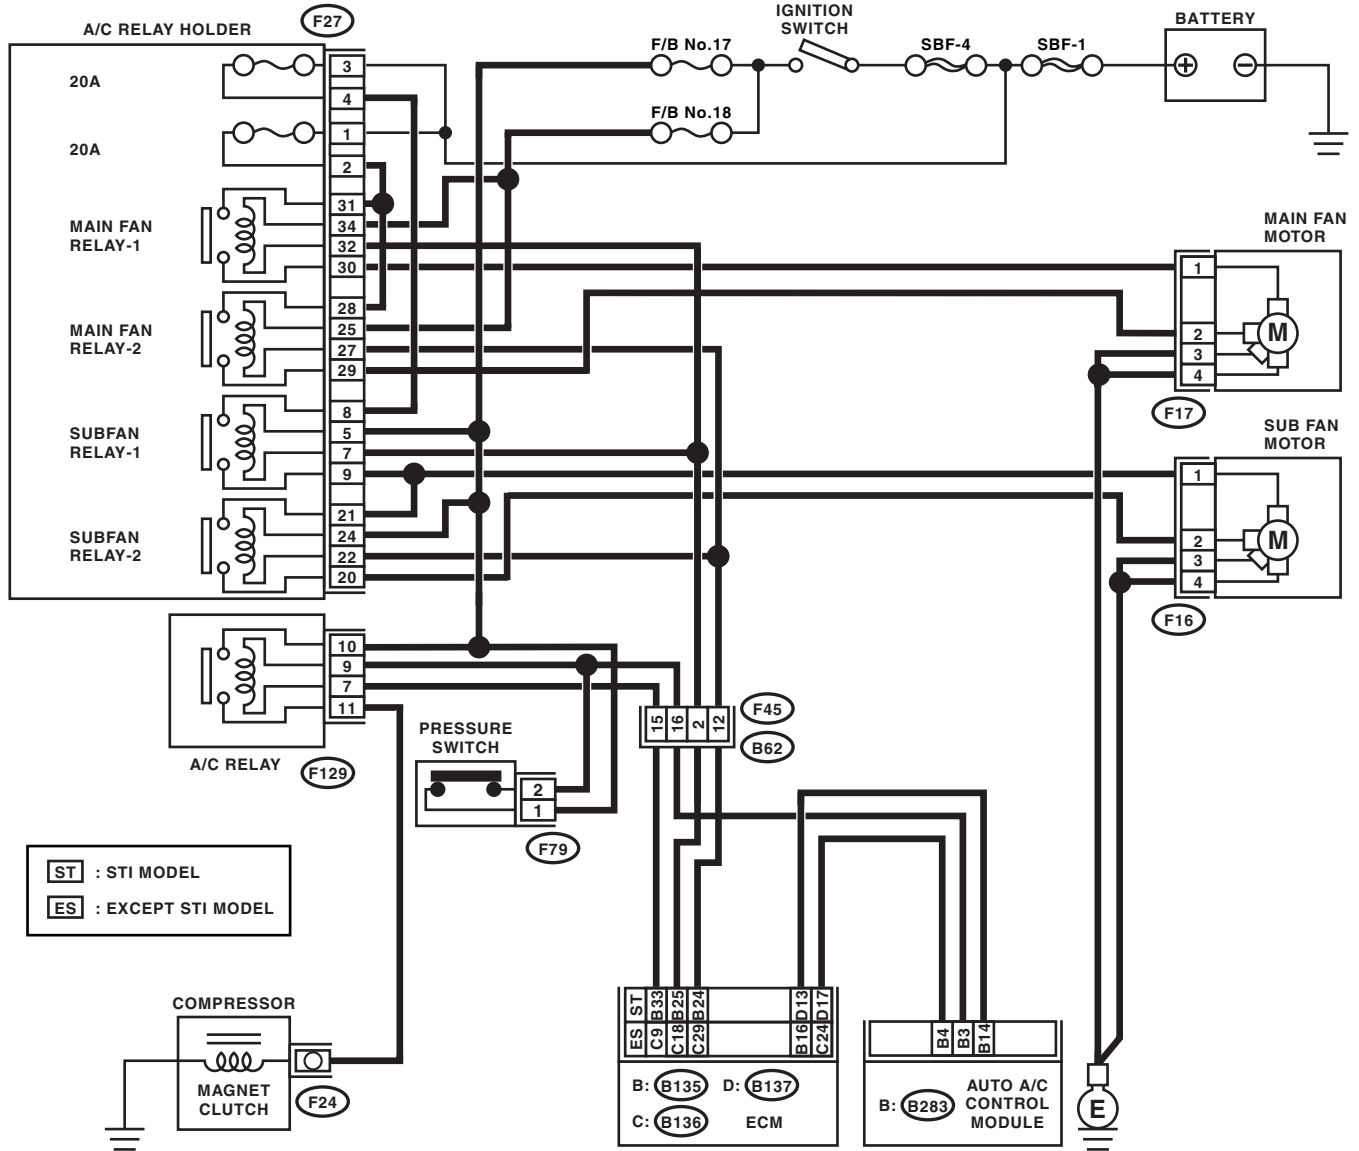 IGNITION
SWITCH
BATTERY
A/C RELAY HOLDER
F27
F/B No.17
SBF-4
SBF-1
20A
3
4
F/B No.18
20A
1
2
MAIN FAN
RELAY-1
31
34
32
30
MAIN FAN
RELAY-2
28
25
27
29
SUBFAN
RELAY-1
8
5
7
9
SUBFAN
RELAY-2
21
24
22
20
MAIN FAN
MOTOR
1
2
3
4
M
F17
SUB FAN
MOTOR
1
2
3
4
M
F16
10
9
7
11
A/C RELAY
F129
PRESSURE
SWITCH
2
1
F79
15 16 2 12
F45
B62
ST : STI MODEL
ES : EXCEPT STI MODEL
COMPRESSOR
MAGNET
CLUTCH
F24
ST B33 B25 B24 D13 D17
ES C9 C18 C29 B16 C24
B: B135 D: B137
C: B136 ECM
B4 B3 B14
B: B283
AUTO A/C
CONTROL
MODULE
E